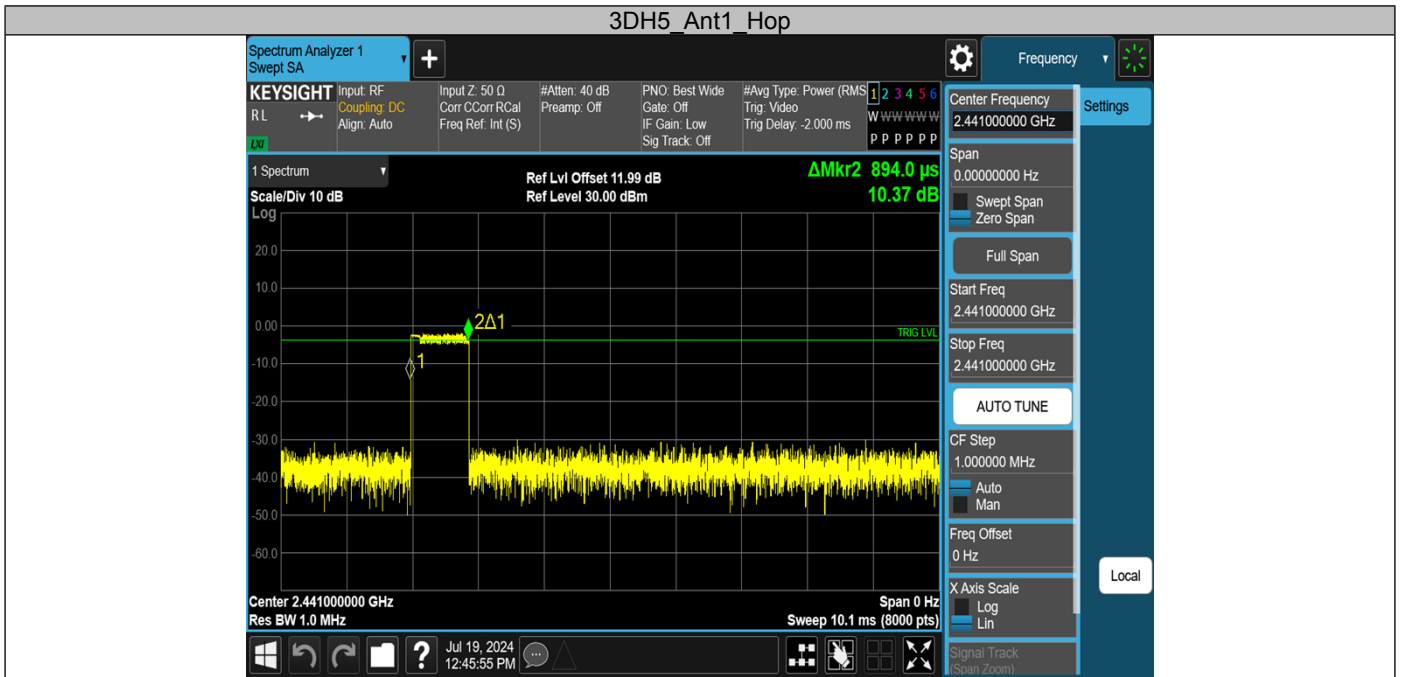 3DH5_Ant1_Hop
Spectrum Analyzer 1
Swept SA
+
Frequency
KEYSIGHT
RL
LXI
Input: RF
Coupling: DC
Align: Auto
Input Z: 50 Ω
Corr CCorr RCal
Freq Ref: Int (S)
#Atten: 40 dB
Preamp: Off
PNO: Best Wide
Gate: Off
IF Gain: Low
Sig Track: Off
#Avg Type: Power (RMS
Trig: Video
Trig Delay: -2.000 ms
1 2 3 4 5 6
W W W W W W
P P P P P P
1 Spectrum
Scale/Div 10 dB
Log
Ref Lvl Offset 11.99 dB
Ref Level 30.00 dBm
ΔMkr2 894.0 µs
10.37 dB
20.0
10.0
0.00
-10.0
-20.0
-30.0
-40.0
-50.0
-60.0
2Δ1
1
TRIG LVL
Center 2.441000000 GHz
Res BW 1.0 MHz
Span 0 Hz
Sweep 10.1 ms (8000 pts)
Center Frequency
2.441000000 GHz
Settings
Span
0.00000000 Hz
Swept Span
Zero Span
Full Span
Start Freq
2.441000000 GHz
Stop Freq
2.441000000 GHz
AUTO TUNE
CF Step
1.000000 MHz
Auto
Man
Freq Offset
0 Hz
X Axis Scale
Log
Lin
Signal Track
(Span Zoom)
Local
?
Jul 19, 2024
12:45:55 PM